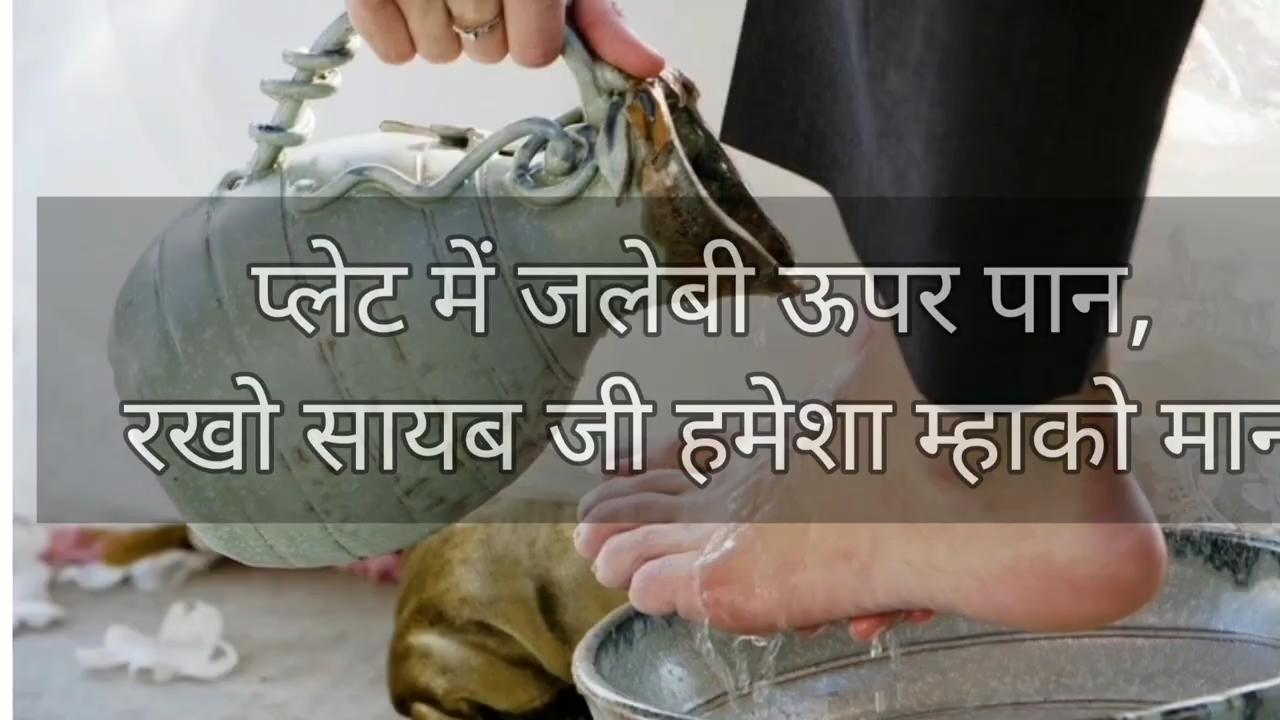 प्लेट में जलेबी ऊपर पान,
रखो सायब जी हमेशा म्हाको मान